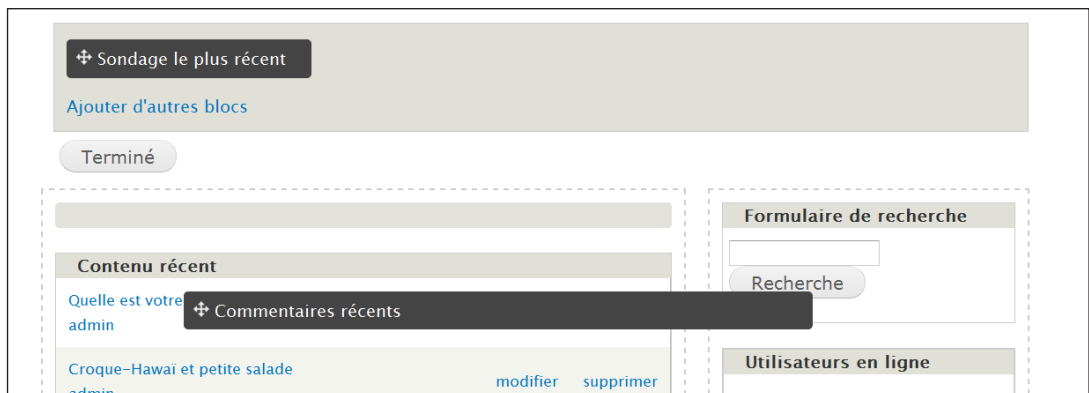 Sondage le plus récent
Ajouter d'autres blocs
Terminé
Formulaire de recherche
Recherche
Contenu récent
Quelle est votre
admin
Commentaires récents
Croque-Hawaï et petite salade
modifier supprimer
admin
Utilisateurs en ligne